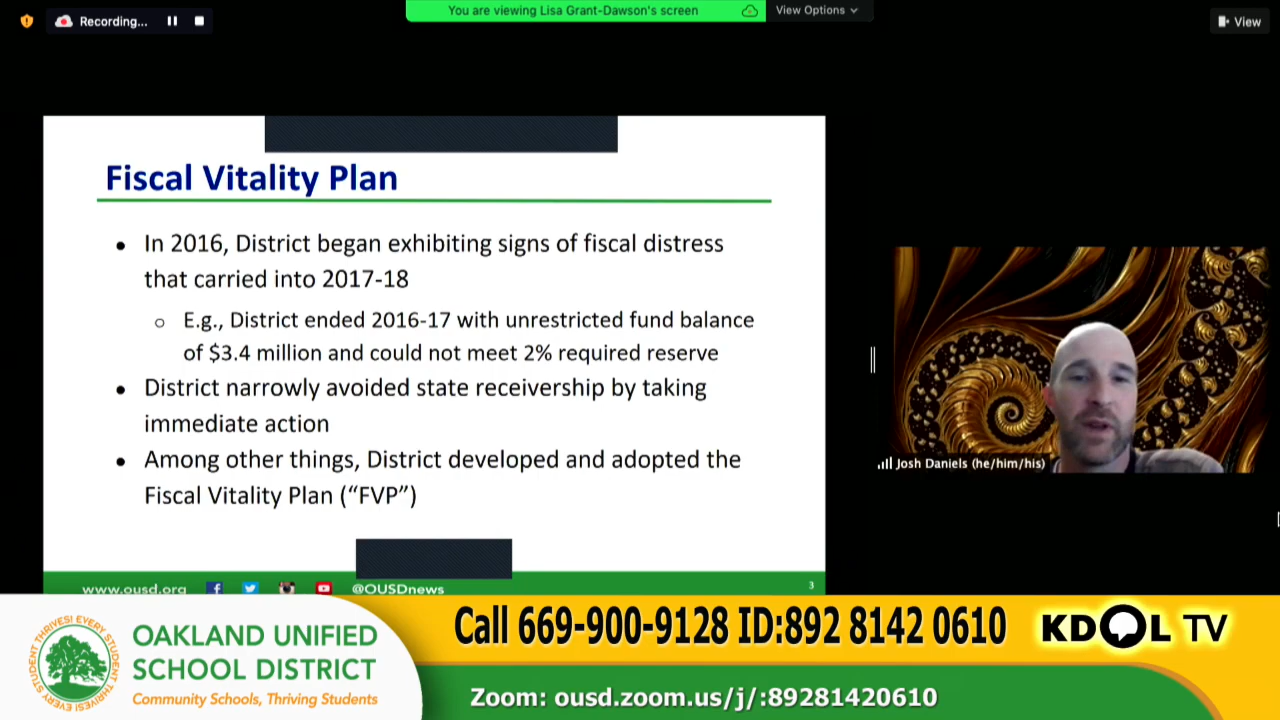 Recording...
You are viewing Lisa Grant-Dawson's screen
View Options
View
Fiscal Vitality Plan
● In 2016, District began exhibiting signs of fiscal distress
that carried into 2017-18
○ E.g., District ended 2016-17 with unrestricted fund balance
of $3.4 million and could not meet 2% required reserve
● District narrowly avoided state receivership by taking
immediate action
● Among other things, District developed and adopted the
Fiscal Vitality Plan (“FVP”)
www.ousd.org
@OUSDnews
3
Josh Daniels (he/him/his)
EVERY STUDENT THRIVES!
OAKLAND UNIFIED
SCHOOL DISTRICT
Community Schools, Thriving Students
Call 669-900-9128 ID:892 8142 0610
KDOL TV
Zoom: ousd.zoom.us/j/:89281420610